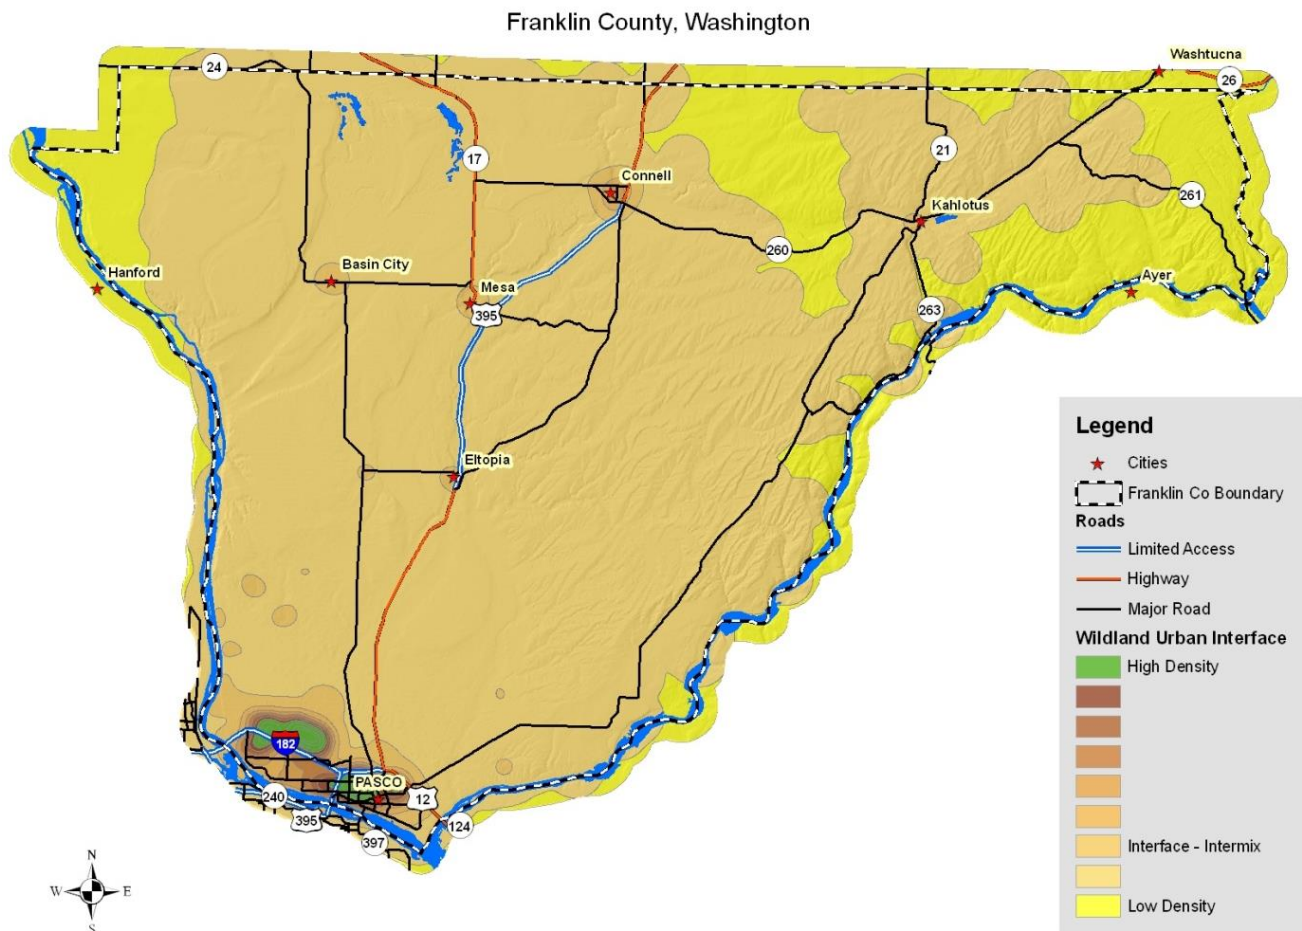 Franklin County, Washington
Washtucna
24
26
17
21
Connell
261
Kahlotus
260
Basin City
Hanford
Ayer
Mesa
395
263
Eltopia
Legend
Cities
Franklin Co Boundary
Roads
Limited Access
Highway
Major Road
Wildland Urban Interface
High Density
Interface - Intermix
Low Density
182
PASCO
240
12
395
124
397
N
W E
S